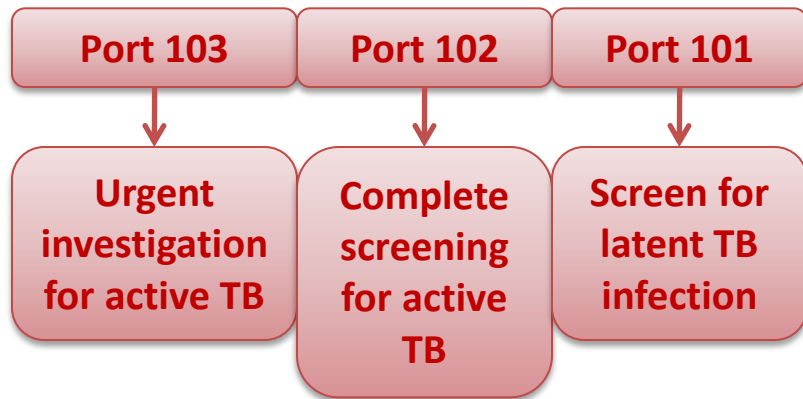 Port 103
Port 102
Port 101
Urgent
investigation
for active TB
Complete
screening
for active
TB
Screen for
latent TB
infection